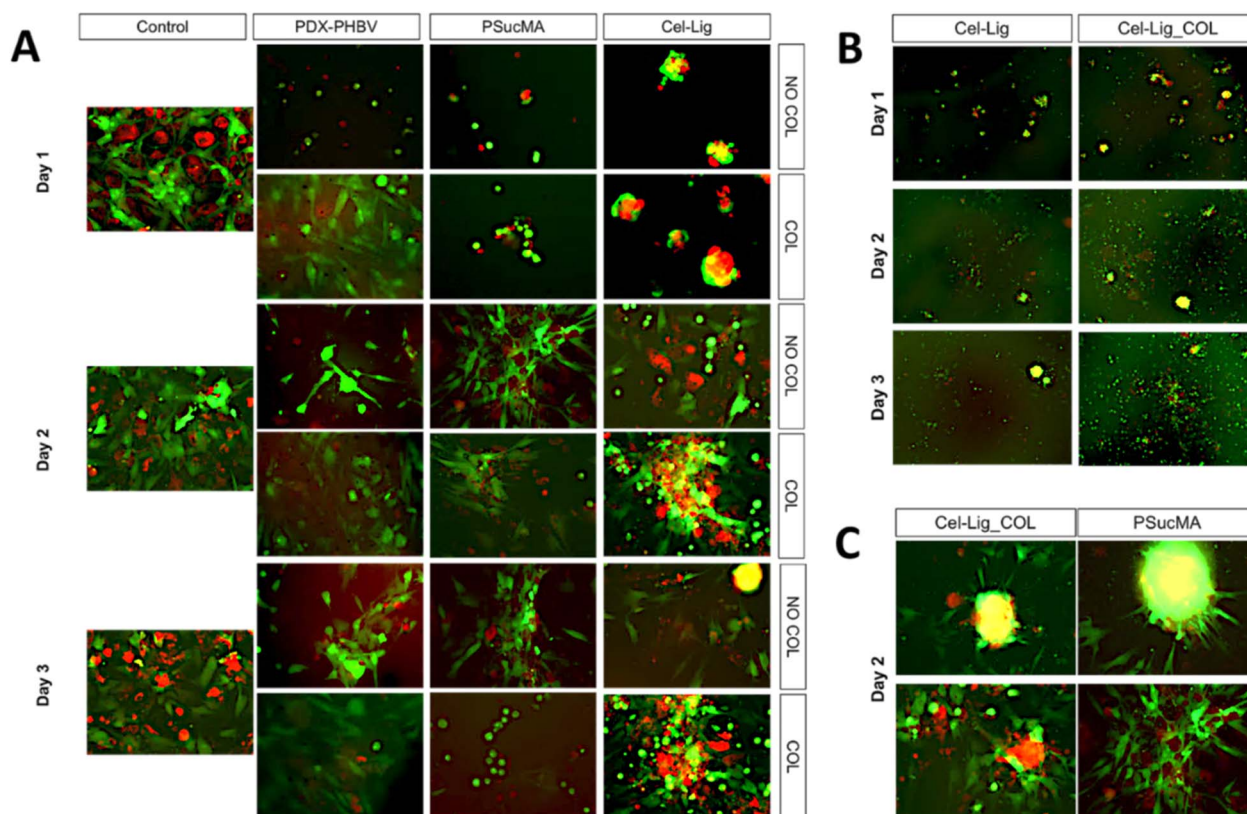 A
Control
PDX-PHBV
PSucMA
Cel-Lig
Day 1
NO COL
COL
Day 2
NO COL
COL
Day 3
NO COL
COL
B
Cel-Lig
Cel-Lig_COL
Day 1
Day 2
Day 3
C
Cel-Lig_COL
PSucMA
Day 2